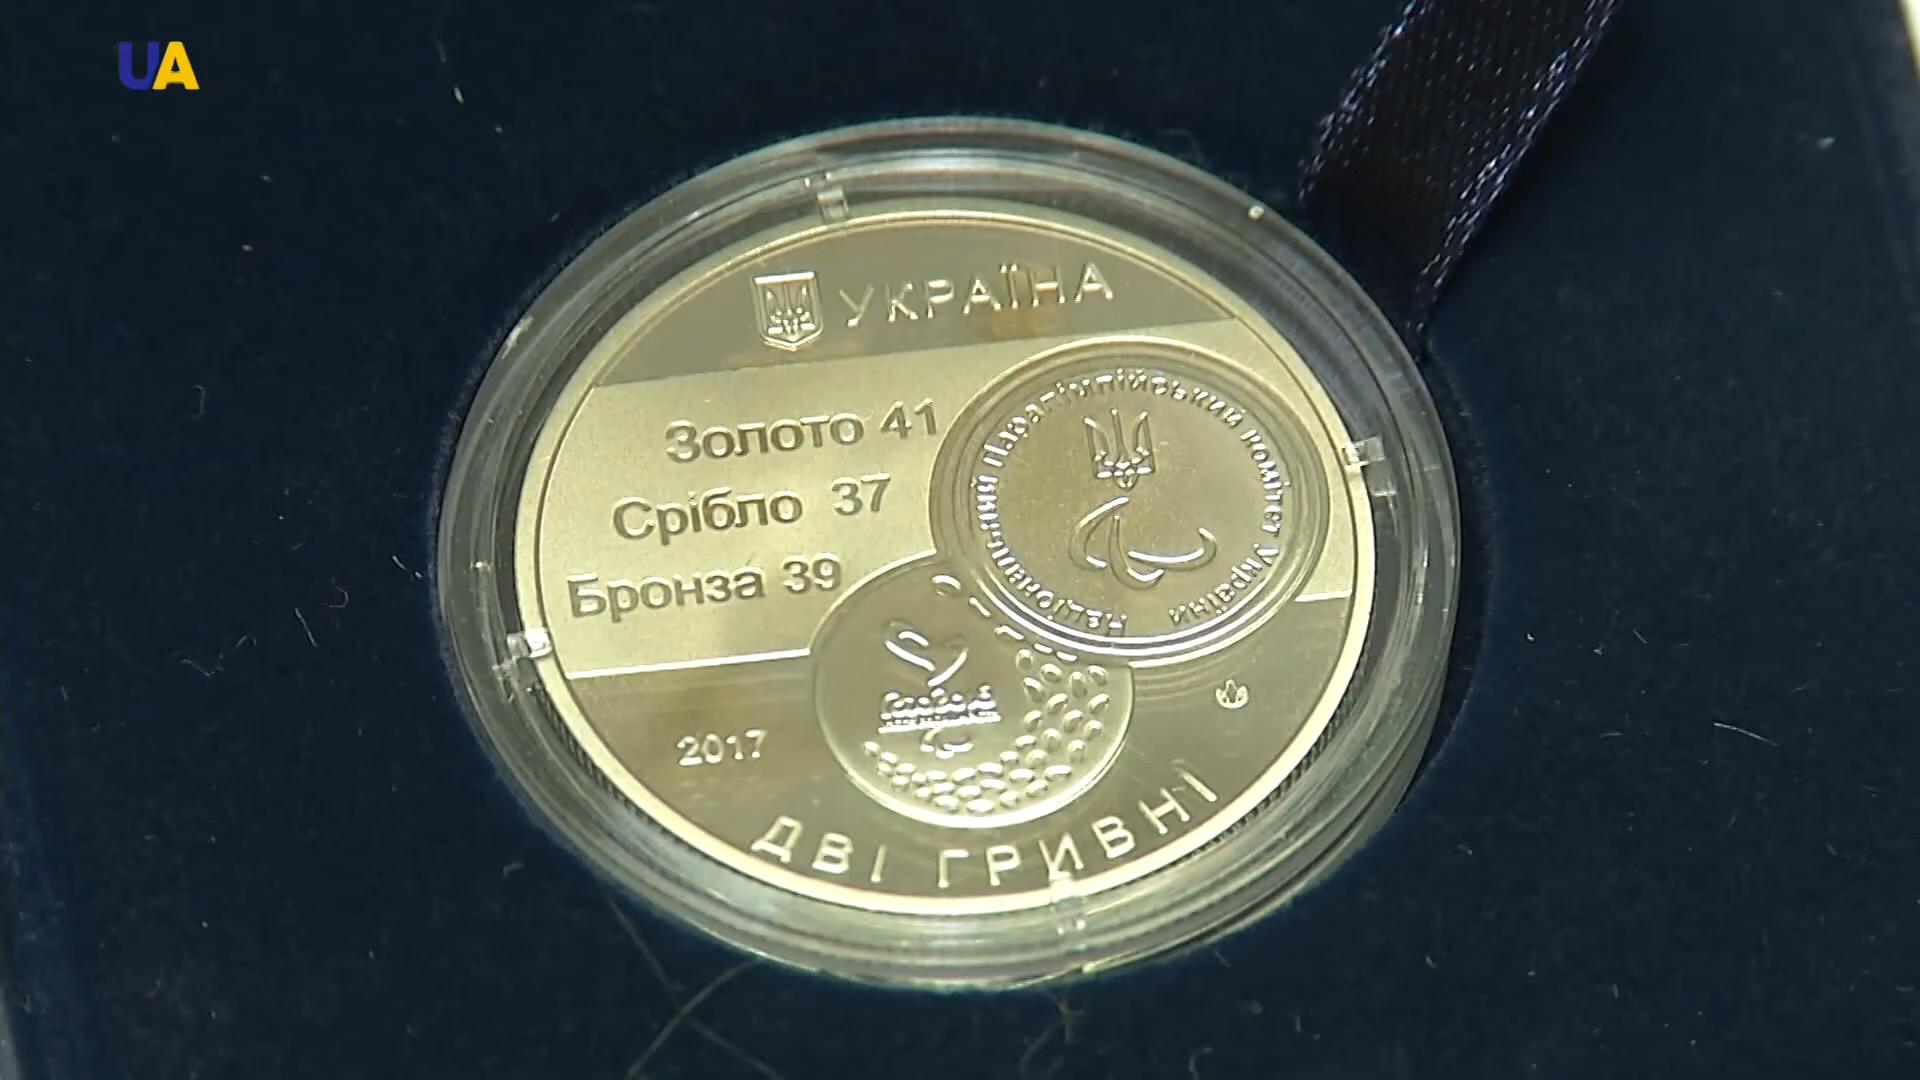 UA
УКРАЇНА
Золото 41
Срібло 37
Бронза 39
Національний Паралімпійський комітет України
2017
ДВІ ГРИВНІ